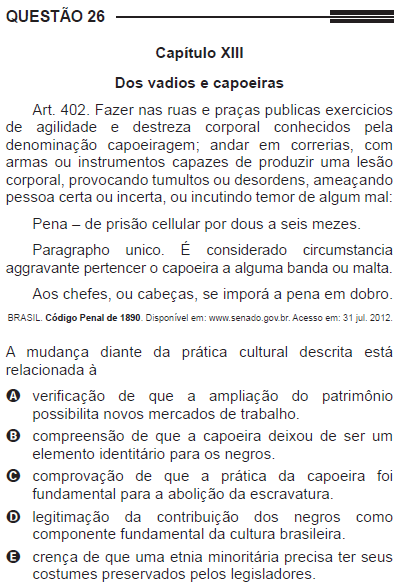 QUESTÃO 26
Capítulo XIII
Dos vadios e capoeiras
Art. 402. Fazer nas ruas e praças publicas exercicios
de agilidade e destreza corporal conhecidos pela
denominação capoeiragem; andar em correrias, com
armas ou instrumentos capazes de produzir uma lesão
corporal, provocando tumultos ou desordens, ameaçando
pessoa certa ou incerta, ou incutindo temor de algum mal:
Pena – de prisão cellular por dous a seis mezes.
Paragrapho unico. É considerado circumstancia
aggravante pertencer o capoeira a alguma banda ou malta.
Aos chefes, ou cabeças, se imporá a pena em dobro.
BRASIL. Código Penal de 1890. Disponível em: www.senado.gov.br. Acesso em: 31 jul. 2012.
A mudança diante da prática cultural descrita está
relacionada à
A verificação de que a ampliação do patrimônio
possibilita novos mercados de trabalho.
B compreensão de que a capoeira deixou de ser um
elemento identitário para os negros.
C comprovação de que a prática da capoeira foi
fundamental para a abolição da escravatura.
D legitimação da contribuição dos negros como
componente fundamental da cultura brasileira.
E crença de que uma etnia minoritária precisa ter seus
costumes preservados pelos legisladores.